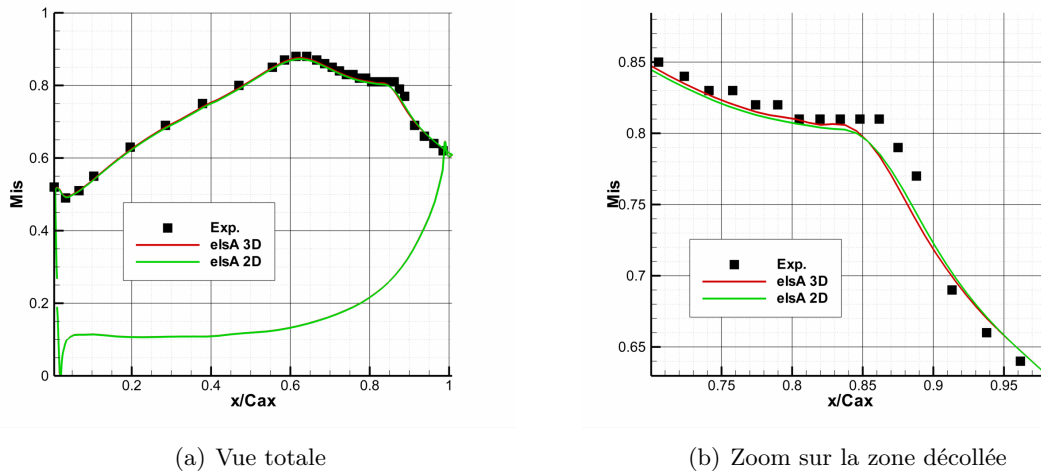 1
0.8
0.6
0.4
0.2
0
Mis
0.2 0.4 0.6 0.8 1
x/Cax
Exp.
elsA 3D
elsA 2D
(a) Vue totale
0.85
0.8
0.75
0.7
0.65
Mis
0.75 0.8 0.85 0.9 0.95
x/Cax
Exp.
elsA 3D
elsA 2D
(b) Zoom sur la zone décollée